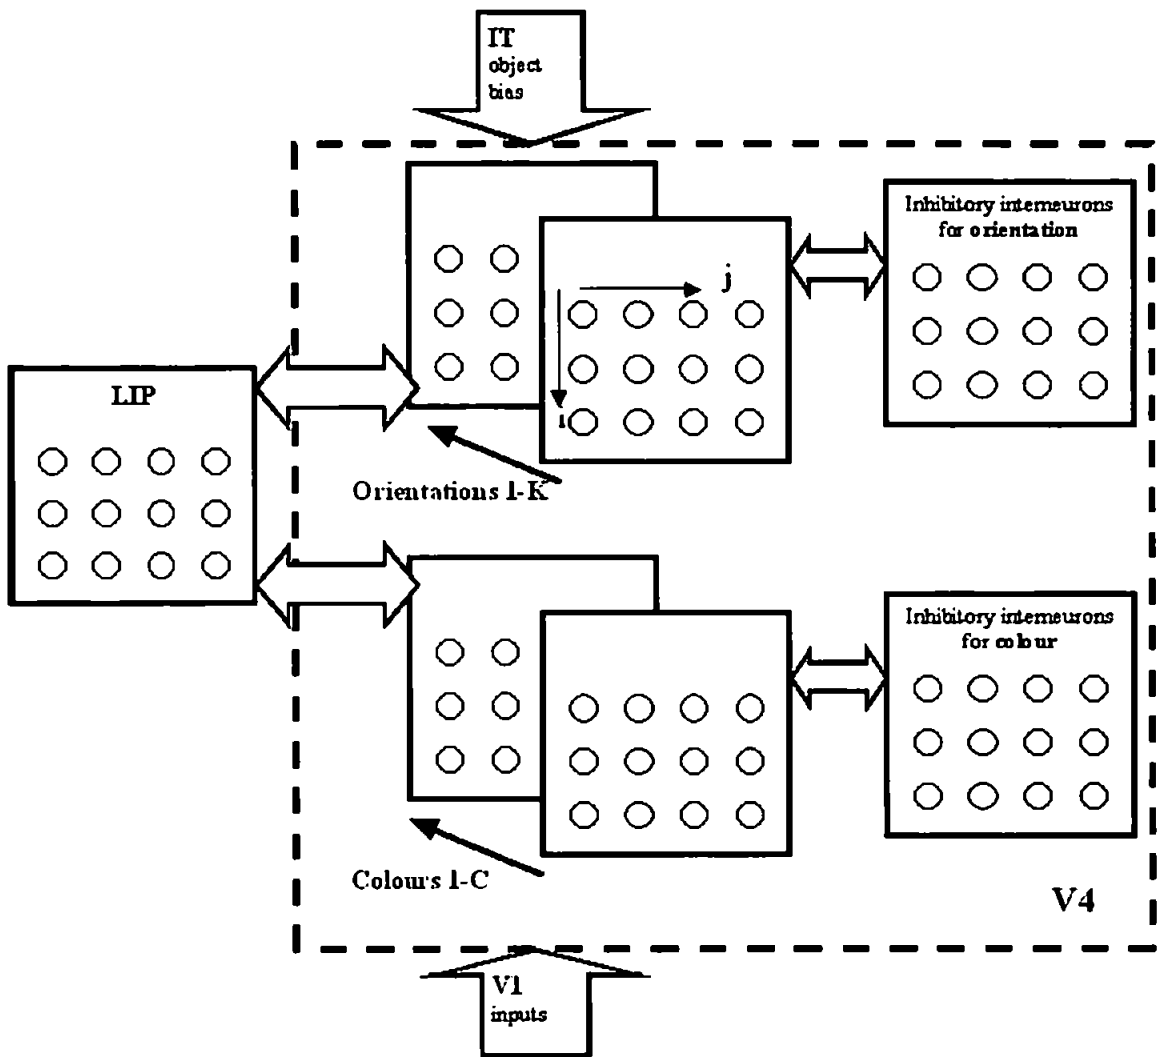 IT
object
bias
Inhibitory interneurons
for orientation
j
i
LIP
Orientations 1-K
Inhibitory interneurons
for colour
Colours 1-C
V4
V1
inputs